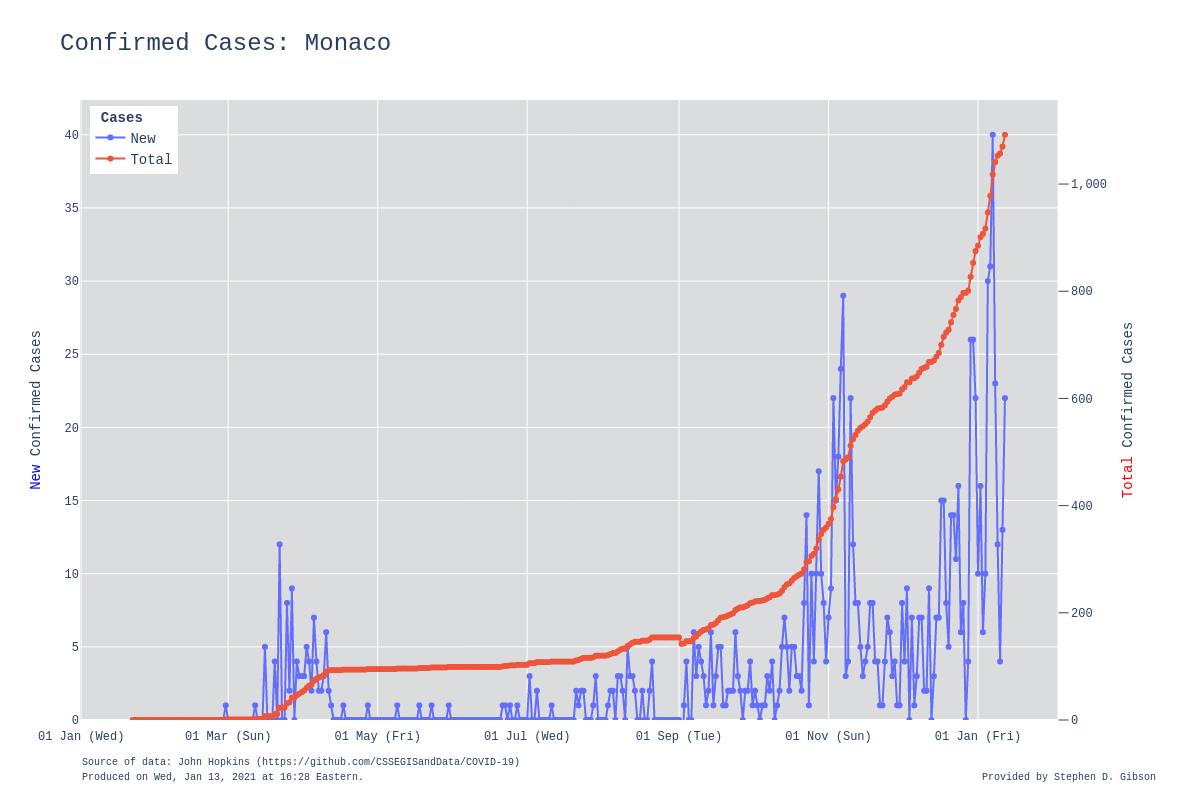 Confirmed Cases: Monaco
Cases
New
Total
40
35
30
25
20
15
10
5
0
1,000
800
600
400
200
0
New Confirmed Cases
Total Confirmed Cases
01 Jan (Wed)
01 Mar (Sun)
01 May (Fri)
01 Jul (Wed)
01 Sep (Tue)
01 Nov (Sun)
01 Jan (Fri)
Source of data: John Hopkins (https://github.com/CSSEGISandData/COVID-19)
Produced on Wed, Jan 13, 2021 at 16:28 Eastern.
Provided by Stephen D. Gibson